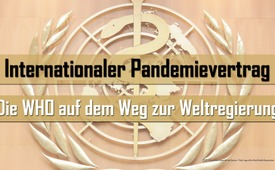 Internationaler Pandemievertrag
Die WHO auf dem Weg zur Weltregierung